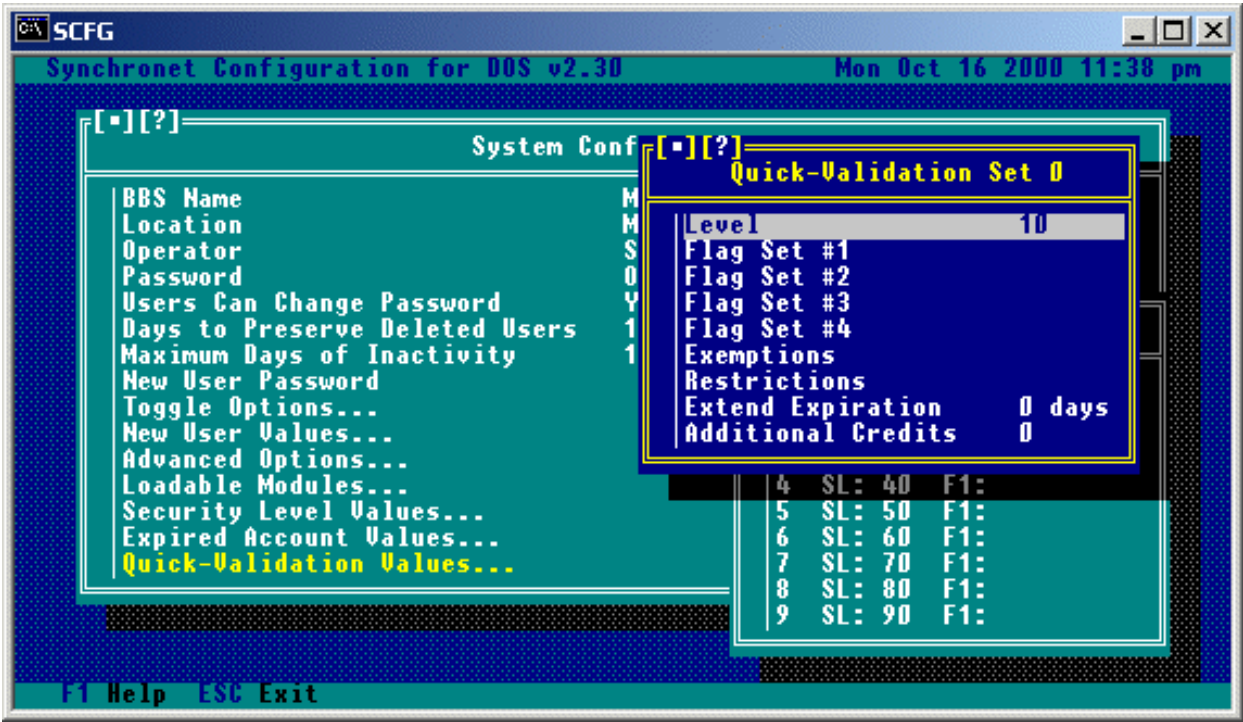 SCFG
Synchronet Configuration for DOS v2.30 Mon Oct 16 2000 11:38 pm
[▪][?]
System Conf
BBS Name M
Location M
Operator S
Password 0
Users Can Change Password Y
Days to Preserve Deleted Users 1
Maximum Days of Inactivity 1
New User Password
Toggle Options...
New User Values...
Advanced Options...
Loadable Modules...
Security Level Values...
Expired Account Values...
Quick-Validation Values...
[▪][?]
Quick-Validation Set 0
Level 10
Flag Set #1
Flag Set #2
Flag Set #3
Flag Set #4
Exemptions
Restrictions
Extend Expiration 0 days
Additional Credits 0
4 SL: 40 F1:
5 SL: 50 F1:
6 SL: 60 F1:
7 SL: 70 F1:
8 SL: 80 F1:
9 SL: 90 F1:
F1 Help ESC Exit